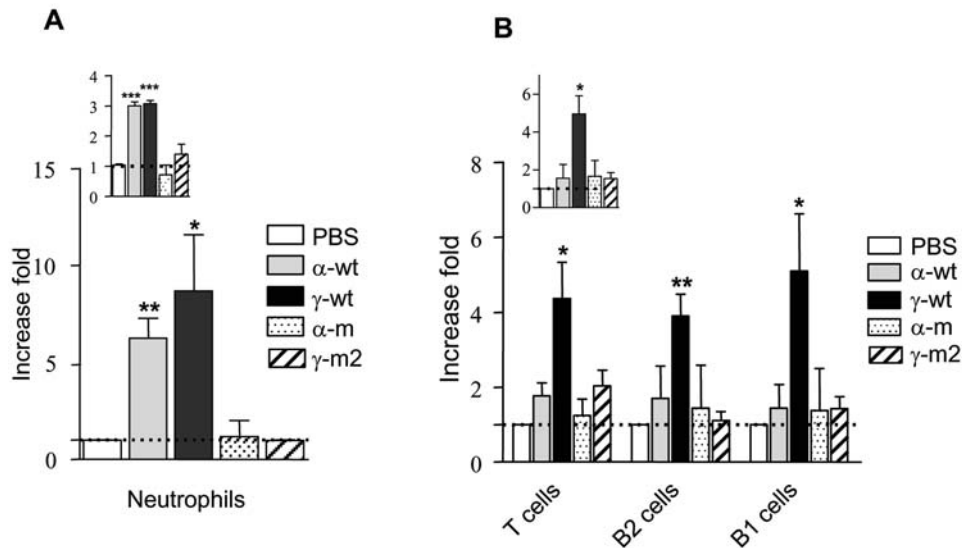 A
4
3
2
1
0
*** ***
15
10
5
0
Increase fold
** *
PBS
α-wt
γ-wt
α-m
γ-m2
Neutrophils
B
6
4
2
0
*
8
6
4
2
0
Increase fold
* ** *
PBS
α-wt
γ-wt
α-m
γ-m2
T cells
B2 cells
B1 cells